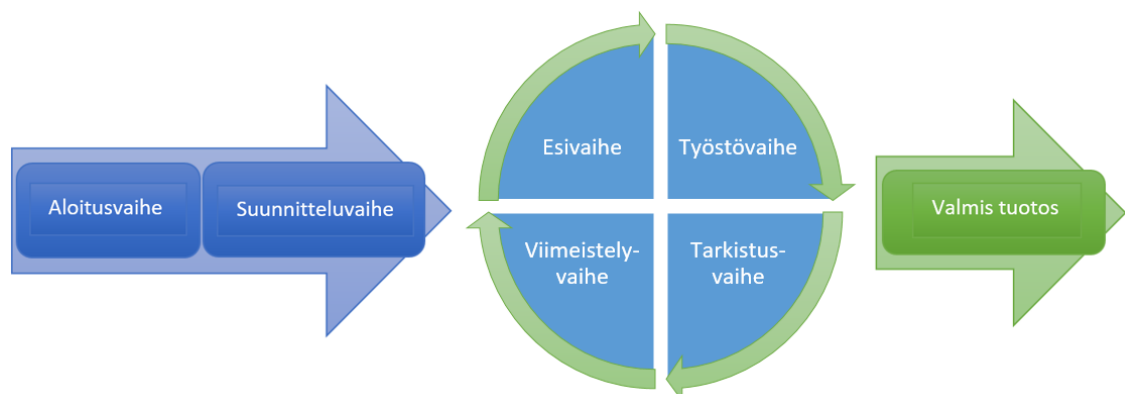 Aloitusvaihe
Suunnitteluvaihe
Esivaihe
Työstövaihe
Viimeistely-
vaihe
Tarkistus-
vaihe
Valmis tuotos